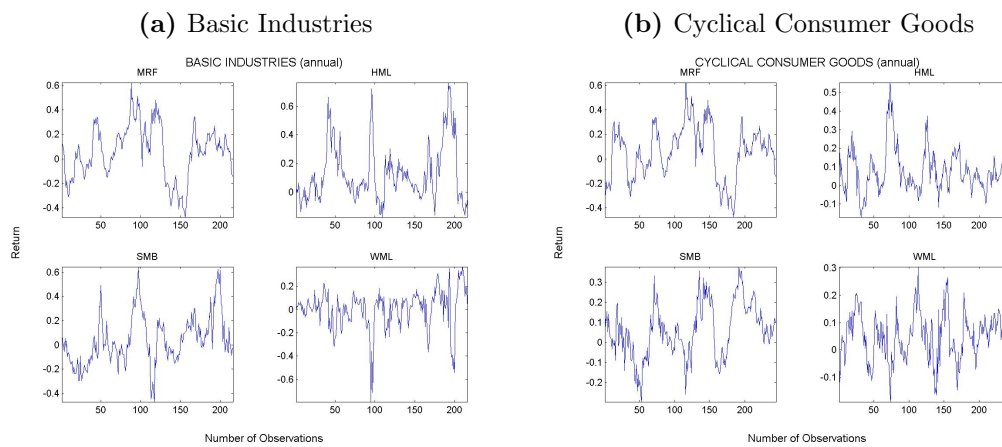 (a) Basic Industries
BASIC INDUSTRIES (annual)
MRF
HML
0.6
0.4
0.2
0
-0.2
-0.4
50 100 150 200
0.6
0.4
0.2
0
50 100 150 200
Return
SMB
WML
0.6
0.4
0.2
0
-0.2
-0.4
50 100 150 200
0.2
0
-0.2
-0.4
-0.6
50 100 150 200
Number of Observations
(b) Cyclical Consumer Goods
CYCLICAL CONSUMER GOODS (annual)
MRF
HML
0.6
0.4
0.2
0
-0.2
-0.4
50 100 150 200
0.5
0.4
0.3
0.2
0.1
0
-0.1
50 100 150 200
Return
SMB
WML
0.3
0.2
0.1
0
-0.1
-0.2
50 100 150 200
0.3
0.2
0.1
0
-0.1
50 100 150 200
Number of Observations